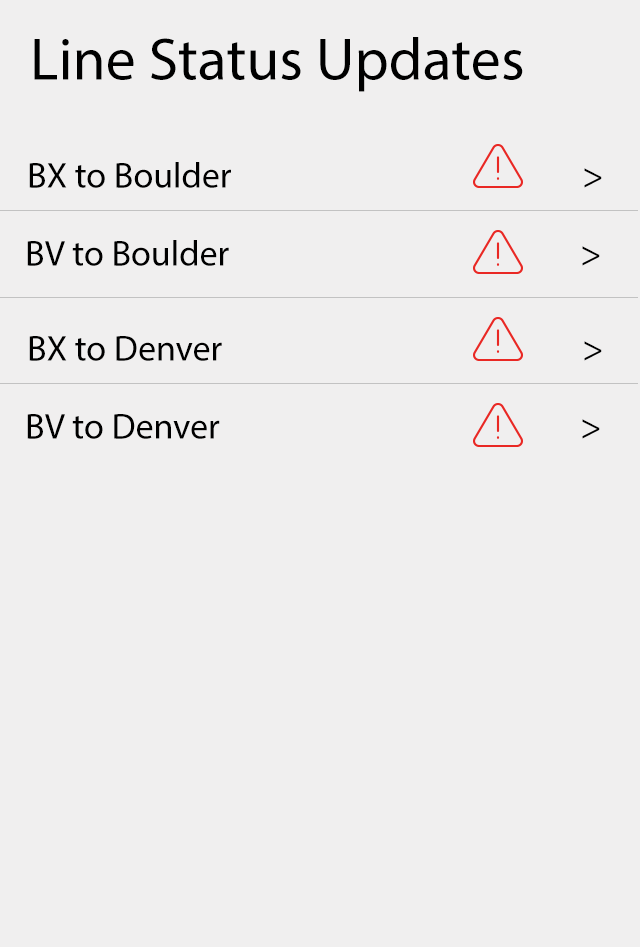 Line Status Updates
BX to Boulder >
BV to Boulder >
BX to Denver >
BV to Denver >